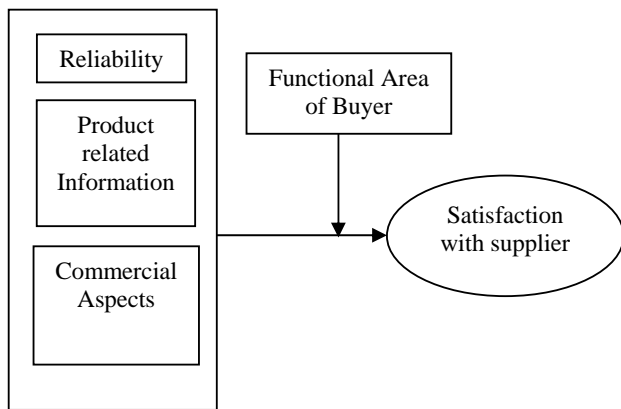 Reliability
Product
related
Information
Commercial
Aspects
Functional Area
of Buyer
Satisfaction
with supplier